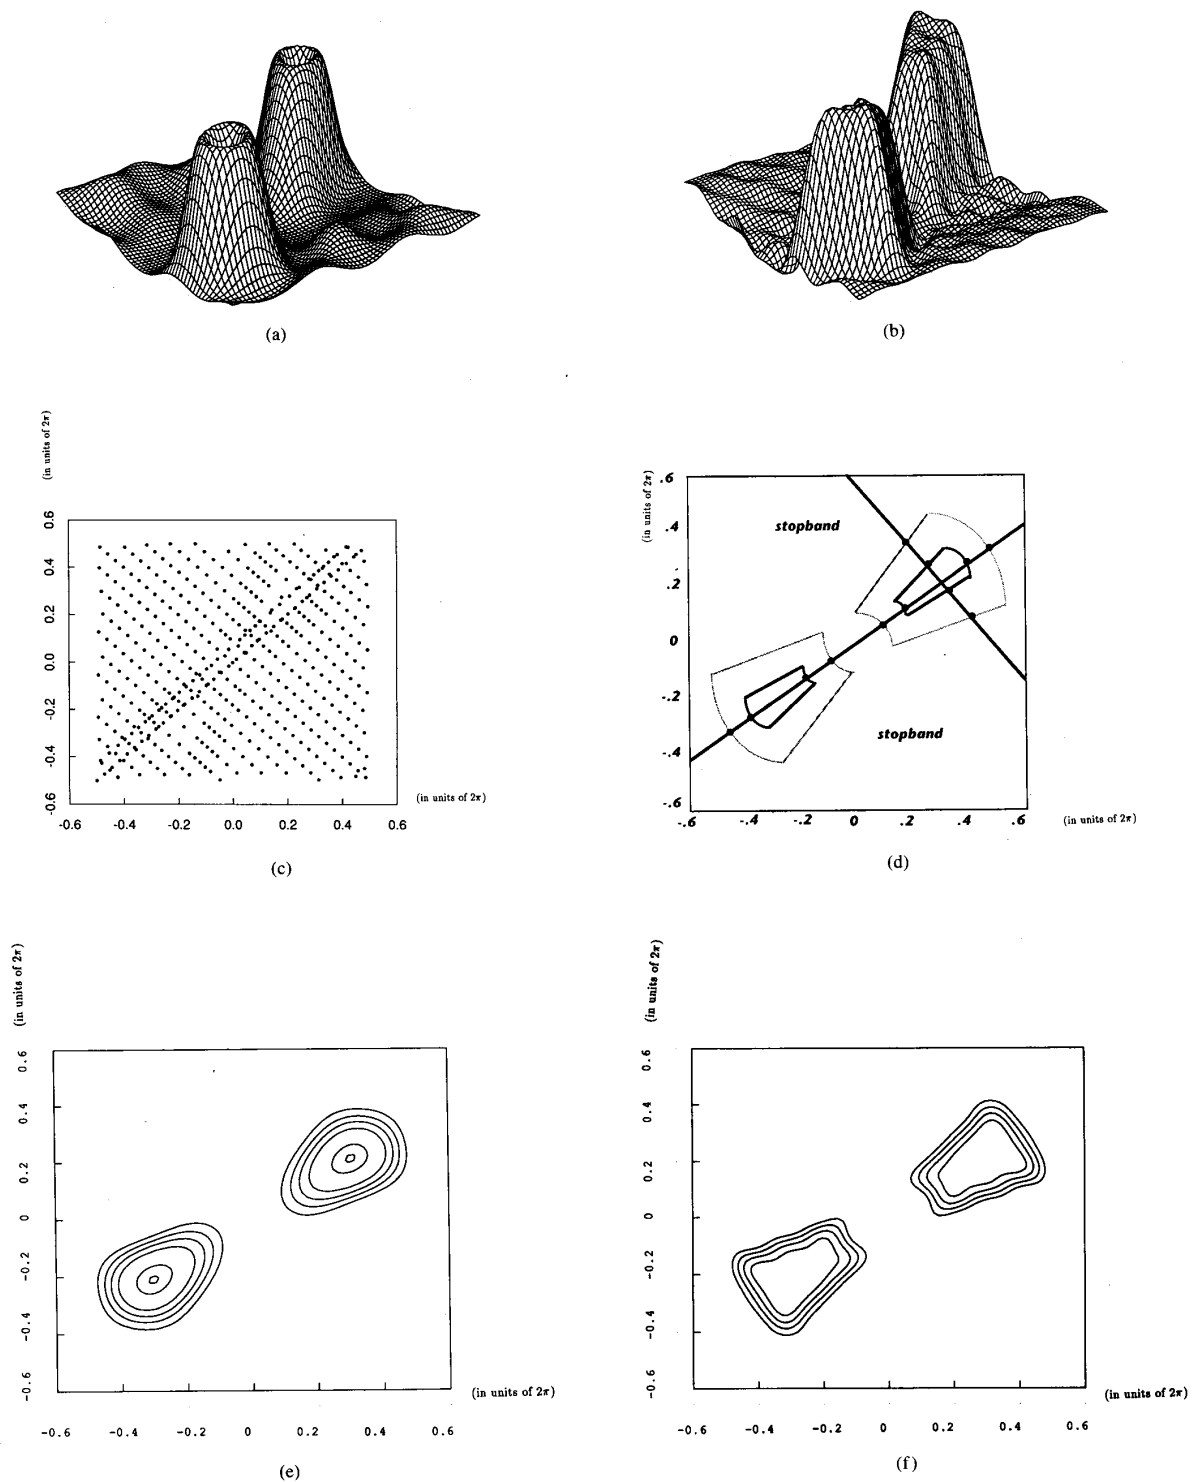 (a)
(b)
(in units of 2π)
0.6
0.4
0.2
0.0
-0.2
-0.4
-0.6
-0.6 -0.4 -0.2 0.0 0.2 0.4 0.6
(in units of 2π)
(c)
(in units of 2π)
.6
.4
.2
0
-.2
-.4
-.6
stopband
stopband
-.6 -.4 -.2 0 .2 .4 .6
(in units of 2π)
(d)
(in units of 2π)
0.6
0.4
0.2
0
-0.2
-0.4
-0.6
-0.6 -0.4 -0.2 0 0.2 0.4 0.6
(in units of 2π)
(e)
(in units of 2π)
0.6
0.4
0.2
0
-0.2
-0.4
-0.6
-0.6 -0.4 -0.2 0 0.2 0.4 0.6
(in units of 2π)
(f)